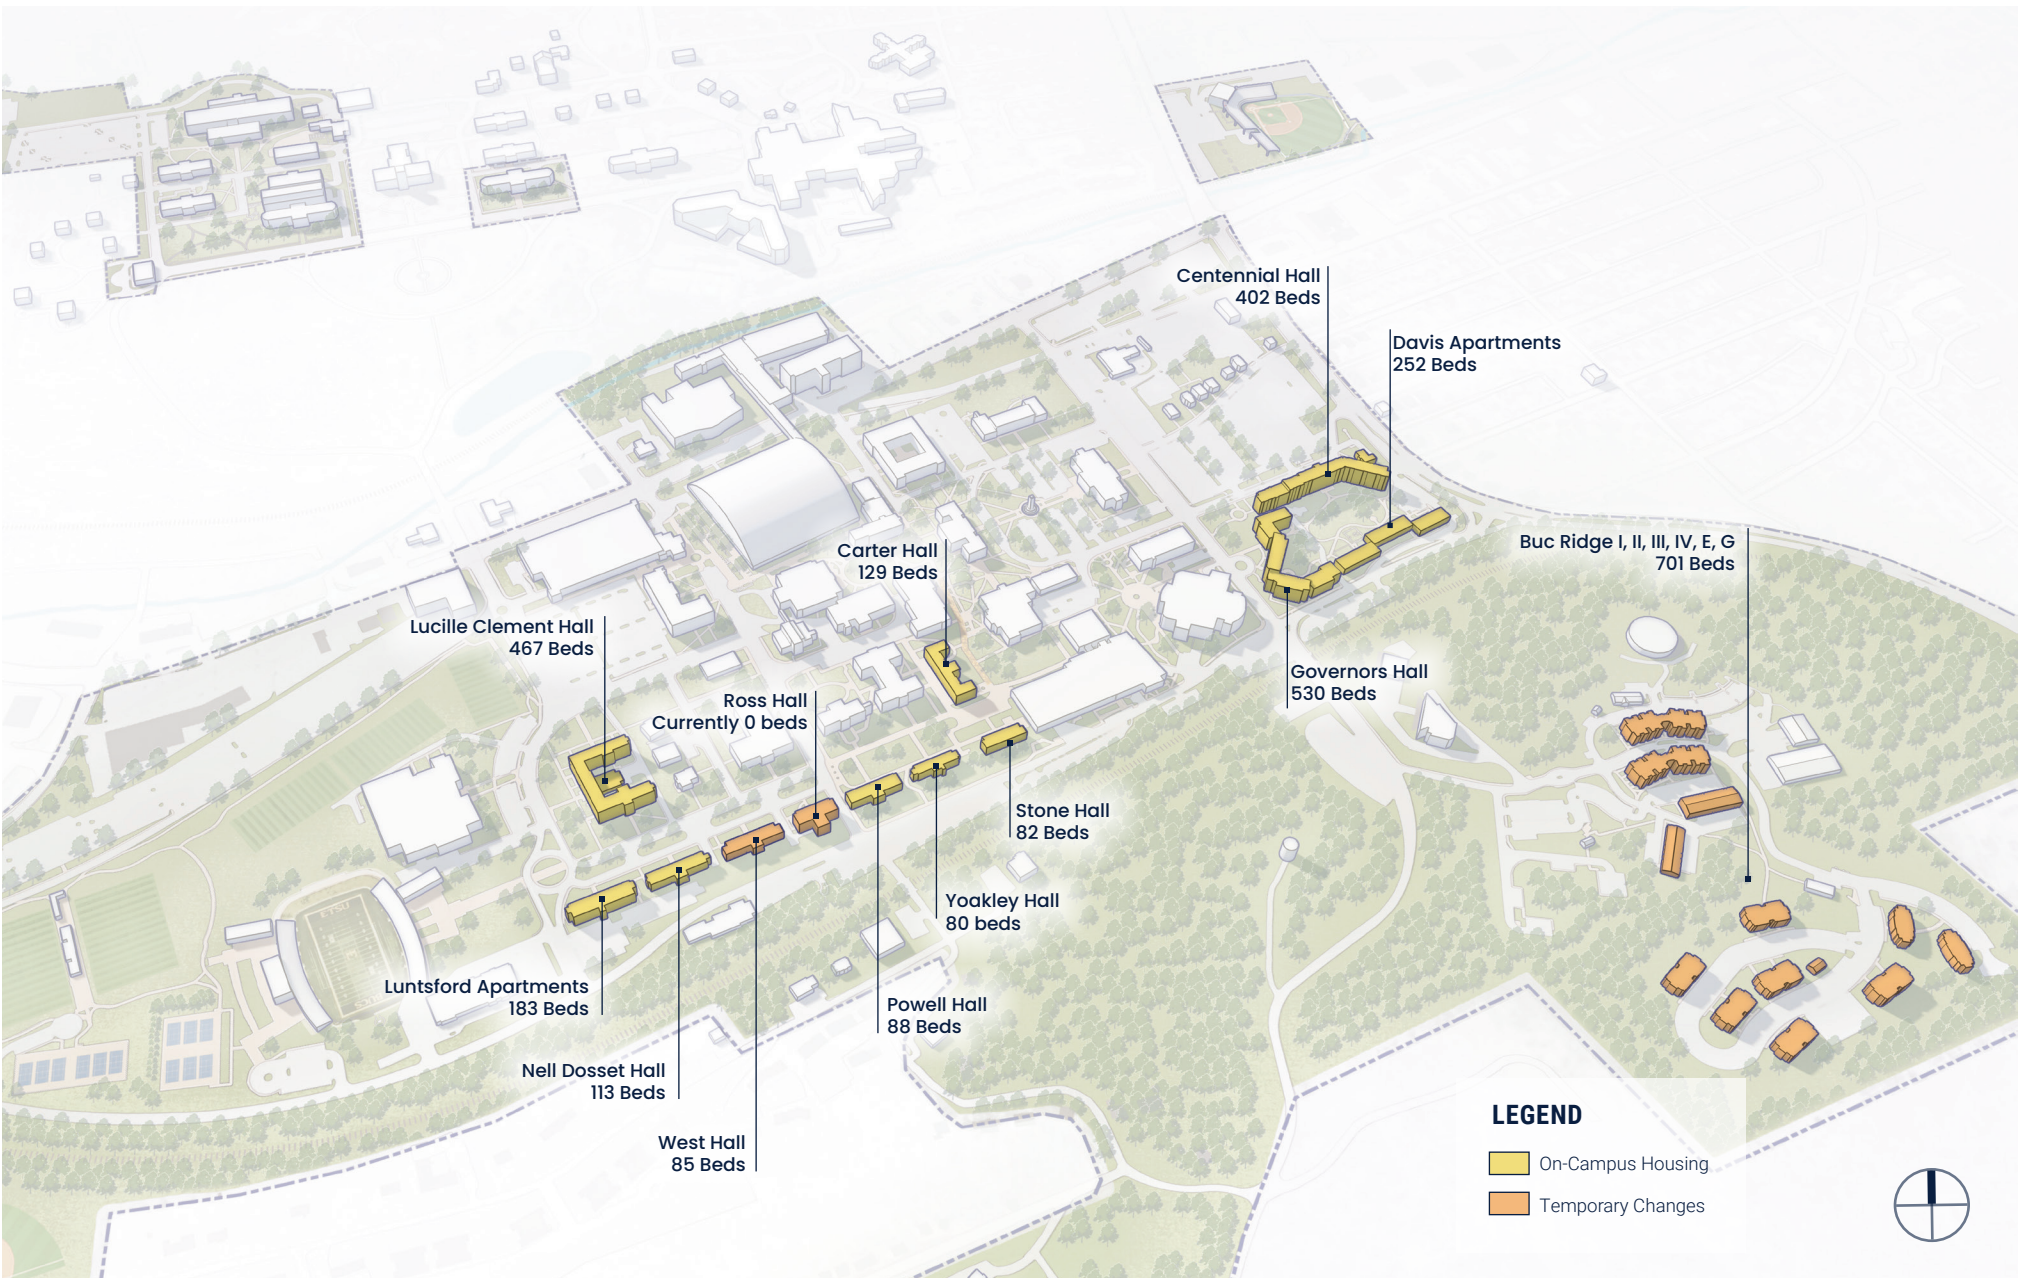 Centennial Hall
402 Beds
Davis Apartments
252 Beds
Buc Ridge I, II, III, IV, E, G
701 Beds
Carter Hall
129 Beds
Lucille Clement Hall
467 Beds
Governors Hall
530 Beds
Ross Hall
Currently 0 beds
Stone Hall
82 Beds
Yoakley Hall
80 beds
Luntsford Apartments
183 Beds
Powell Hall
88 Beds
Nell Dosset Hall
113 Beds
West Hall
85 Beds
LEGEND
On-Campus Housing
Temporary Changes